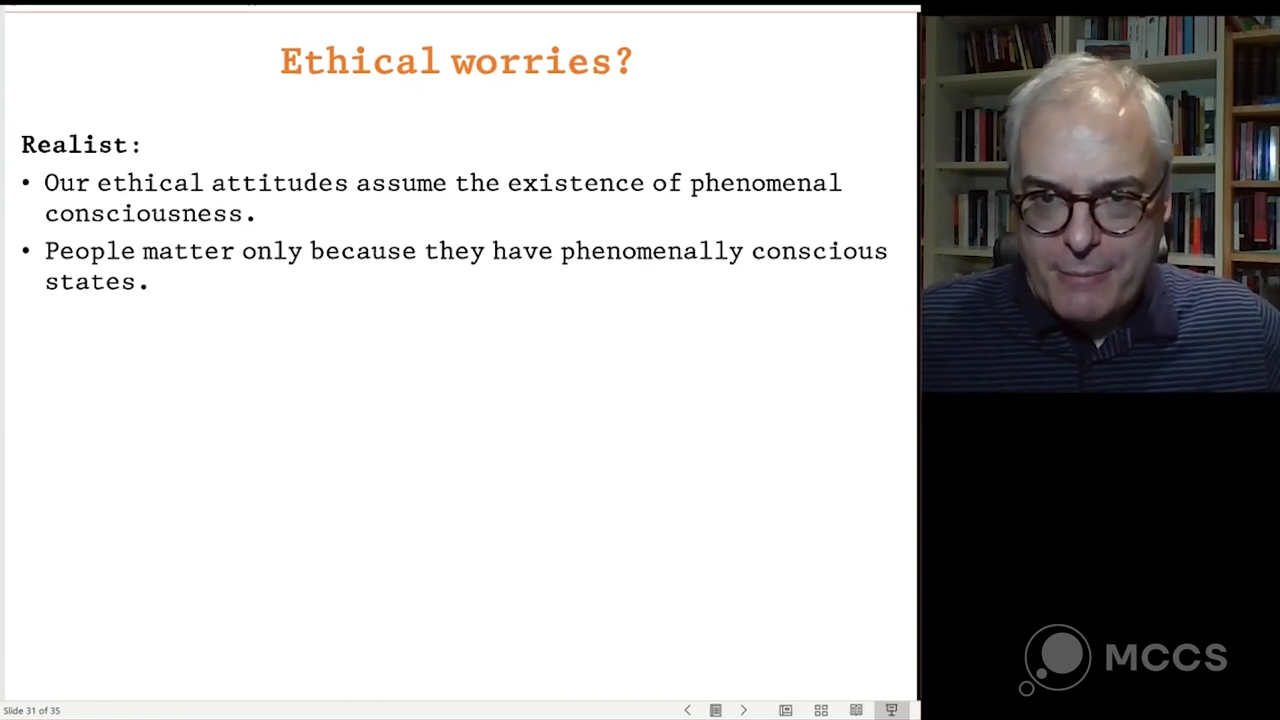 Ethical worries?
Realist:
• Our ethical attitudes assume the existence of phenomenal
consciousness.
• People matter only because they have phenomenally conscious
states.
MCCS
Slide 31 of 35